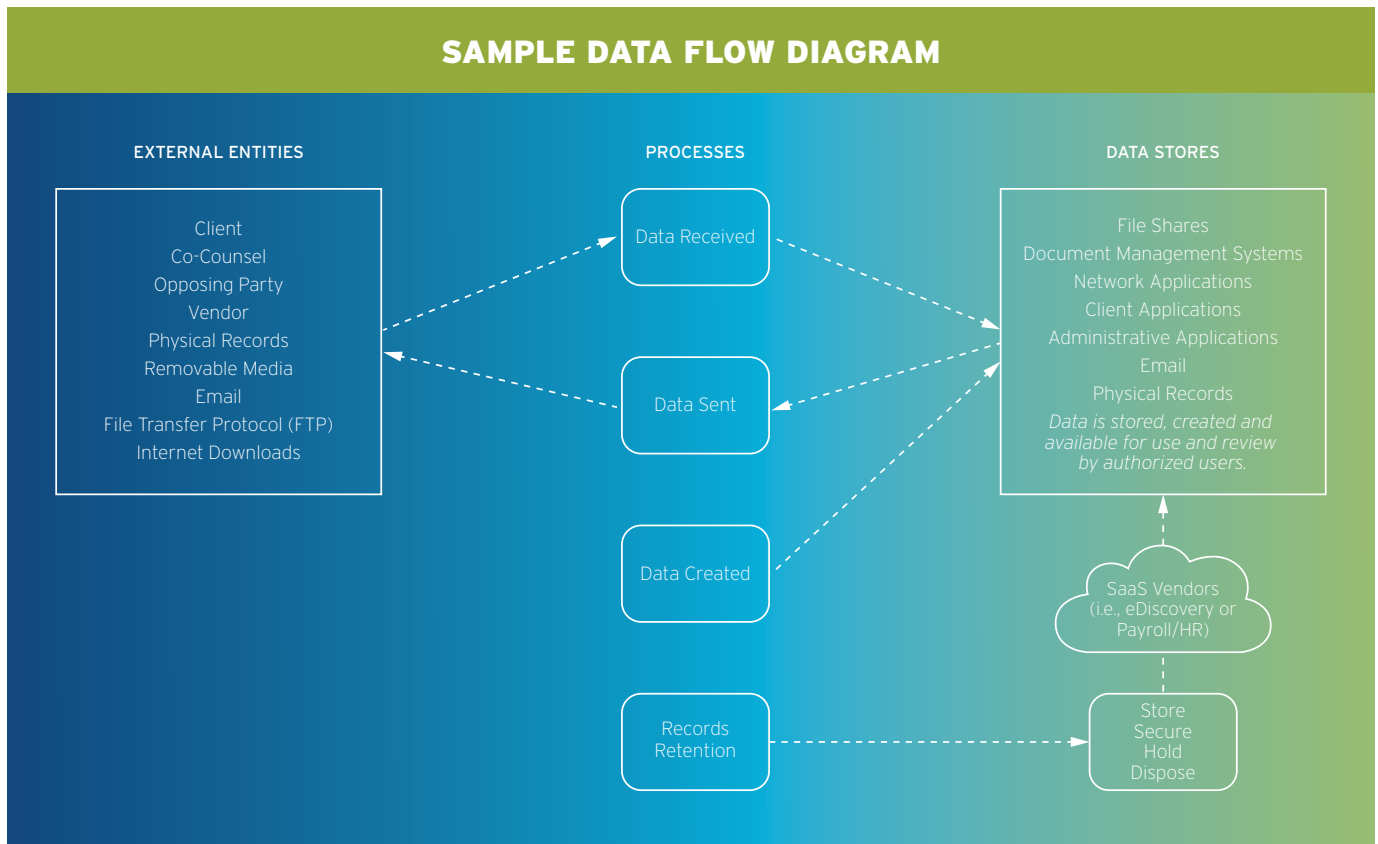 SAMPLE DATA FLOW DIAGRAM
EXTERNAL ENTITIES
Client
Co-Counsel
Opposing Party
Vendor
Physical Records
Removable Media
Email
File Transfer Protocol (FTP)
Internet Downloads
PROCESSES
Data Received
Data Sent
Data Created
Records
Retention
DATA STORES
File Shares
Document Management Systems
Network Applications
Client Applications
Administrative Applications
Email
Physical Records
Data is stored, created and
available for use and review
by authorized users.
SaaS Vendors
(i.e., eDiscovery or
Payroll/HR)
Store
Secure
Hold
Dispose